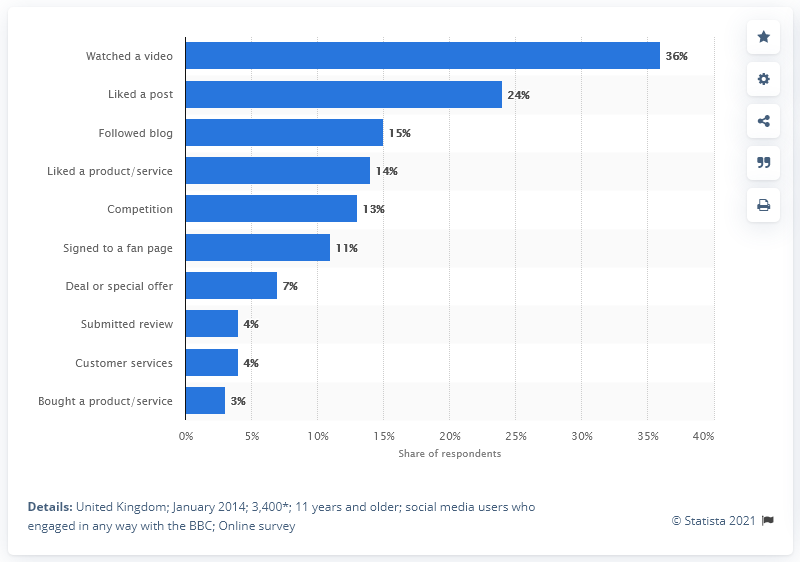 Watched a video 36%
Liked a post 24%
Followed blog 15%
Liked a product/service 14%
Competition 13%
Signed to a fan page 11%
Deal or special offer 7%
Submitted review 4%
Customer services 4%
Bought a product/service 3%
0% 5% 10% 15% 20% 25% 30% 35% 40%
Share of respondents
Details: United Kingdom; January 2014; 3,400*; 11 years and older; social media users who
engaged in any way with the BBC; Online survey
© Statista 2021